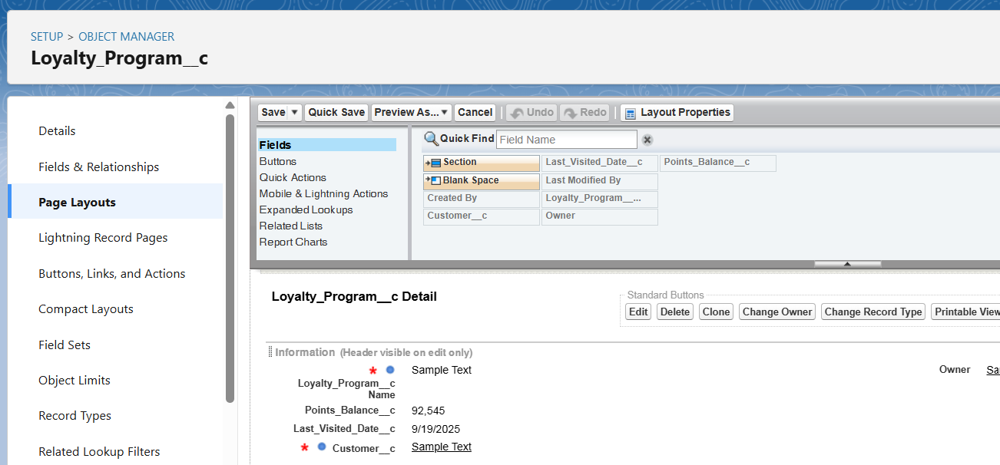 SETUP > OBJECT MANAGER
Loyalty_Program__c
Details
Fields & Relationships
Page Layouts
Lightning Record Pages
Buttons, Links, and Actions
Compact Layouts
Field Sets
Object Limits
Record Types
Related Lookup Filters
Save Quick Save Preview As... Cancel Undo Redo Layout Properties
Fields
Buttons
Quick Actions
Mobile & Lightning Actions
Expanded Lookups
Related Lists
Report Charts
Quick Find Field Name
Section Last_Visited_Date__c Points_Balance__c
Blank Space Last Modified By
Created By Loyalty_Program__...
Customer__c Owner
Loyalty_Program__c Detail
Standard Buttons
Edit Delete Clone Change Owner Change Record Type Printable View
Information (Header visible on edit only)
* Loyalty_Program__c Name Sample Text Owner Sa
Points_Balance__c 92,545
Last_Visited_Date__c 9/19/2025
* Customer__c Sample Text